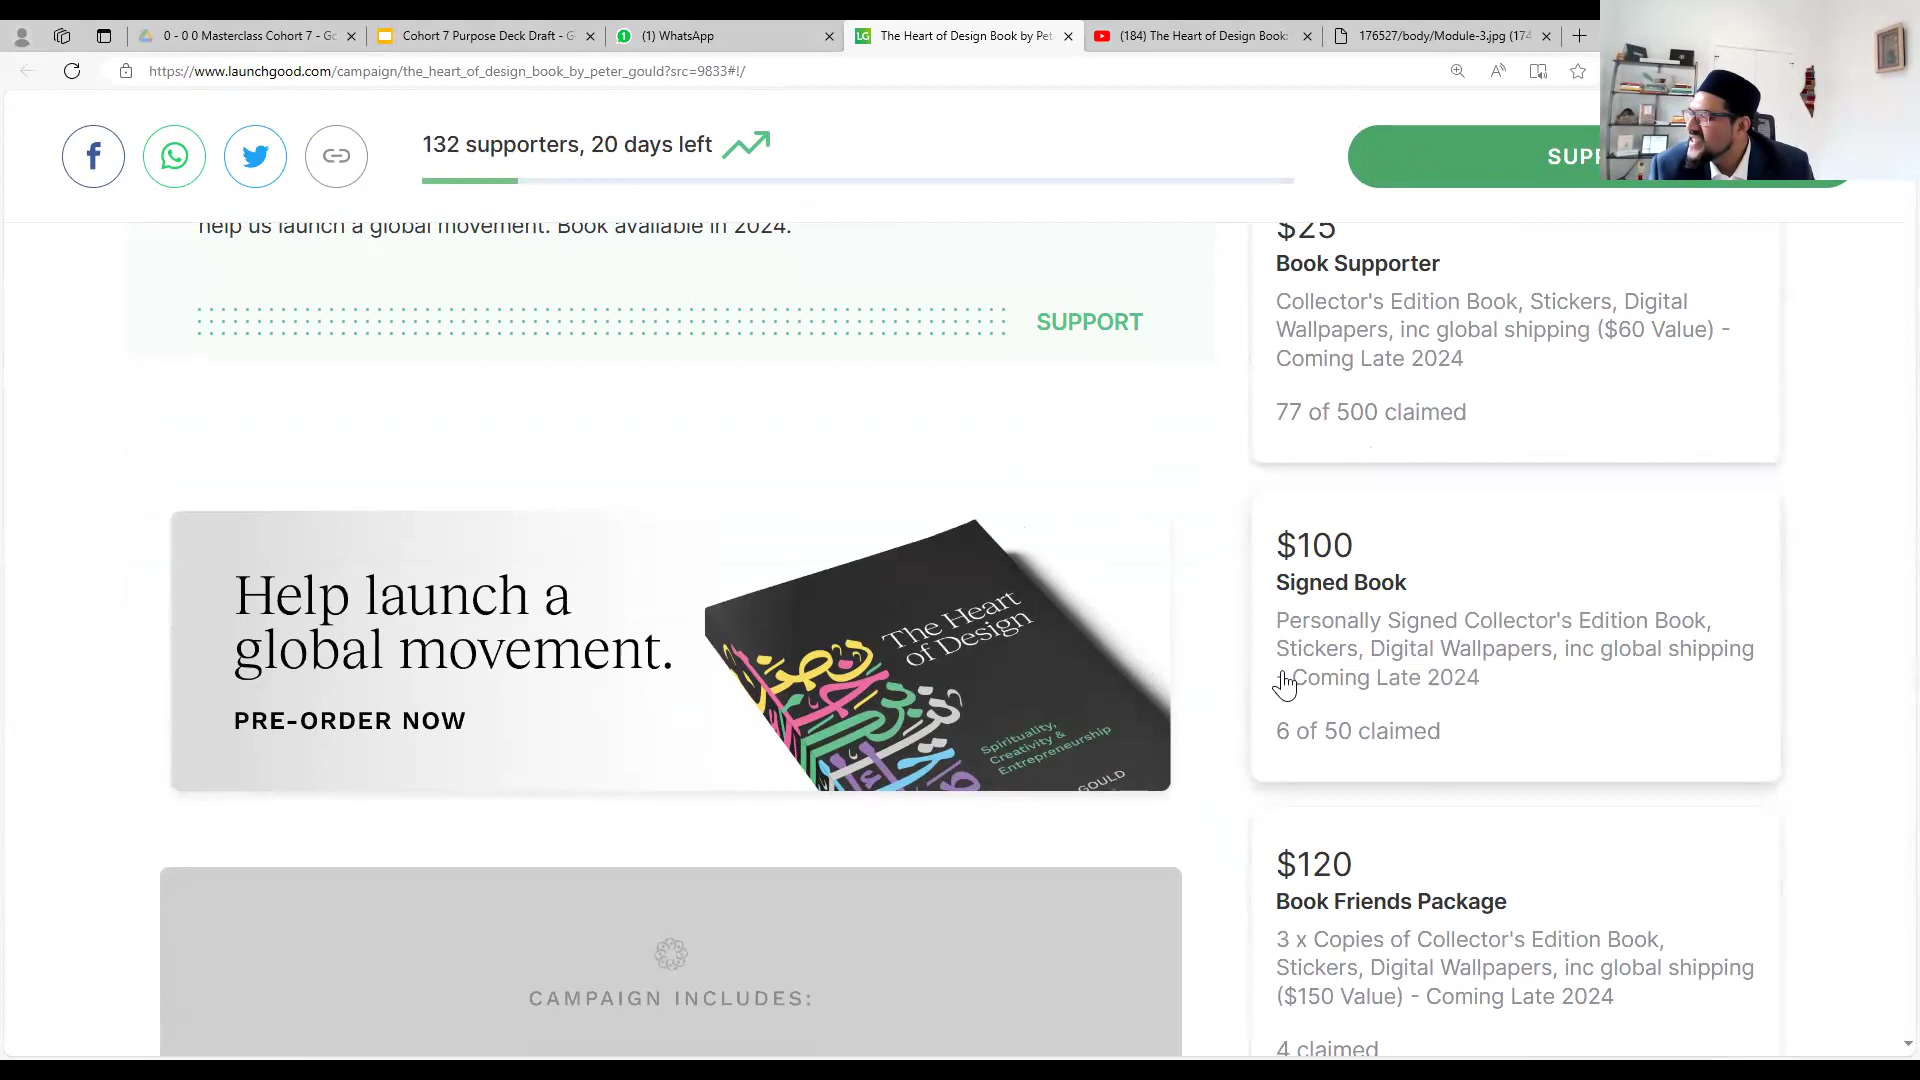 0 - 0 0 Masterclass Cohort 7 - Gc
Cohort 7 Purpose Deck Draft - G
(1) WhatsApp
LG
The Heart of Design Book by Pet
(184) The Heart of Design Book:
176527/body/Module-3.jpg (174
https://www.launchgood.com/campaign/the_heart_of_design_book_by_peter_gould?src=9833#!/
132 supporters, 20 days left
SUPP
help us launch a global movement. Book available in 2024.
SUPPORT
Help launch a
global movement.
PRE-ORDER NOW
The Heart
of Design
Spirituality,
Creativity &
Entrepreneurship
GOULD
CAMPAIGN INCLUDES:
$25
Book Supporter
Collector's Edition Book, Stickers, Digital
Wallpapers, inc global shipping ($60 Value) -
Coming Late 2024
77 of 500 claimed
$100
Signed Book
Personally Signed Collector's Edition Book,
Stickers, Digital Wallpapers, inc global shipping
Coming Late 2024
6 of 50 claimed
$120
Book Friends Package
3 x Copies of Collector's Edition Book,
Stickers, Digital Wallpapers, inc global shipping
($150 Value) - Coming Late 2024
4 claimed